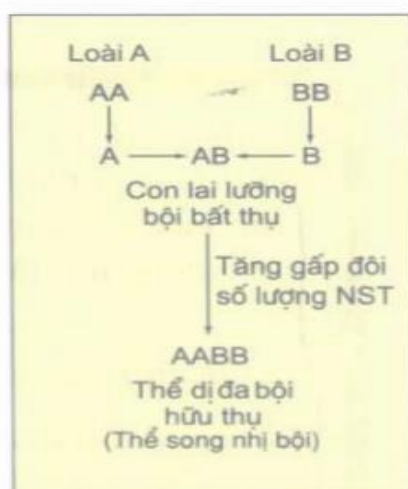 Loài A Loài B
AA BB
A AB B
Con lai lưỡng
bội bất thụ
Tăng gấp đôi
số lượng NST
AABB
Thể dị đa bội
hữu thụ
(Thể song nhị bội)